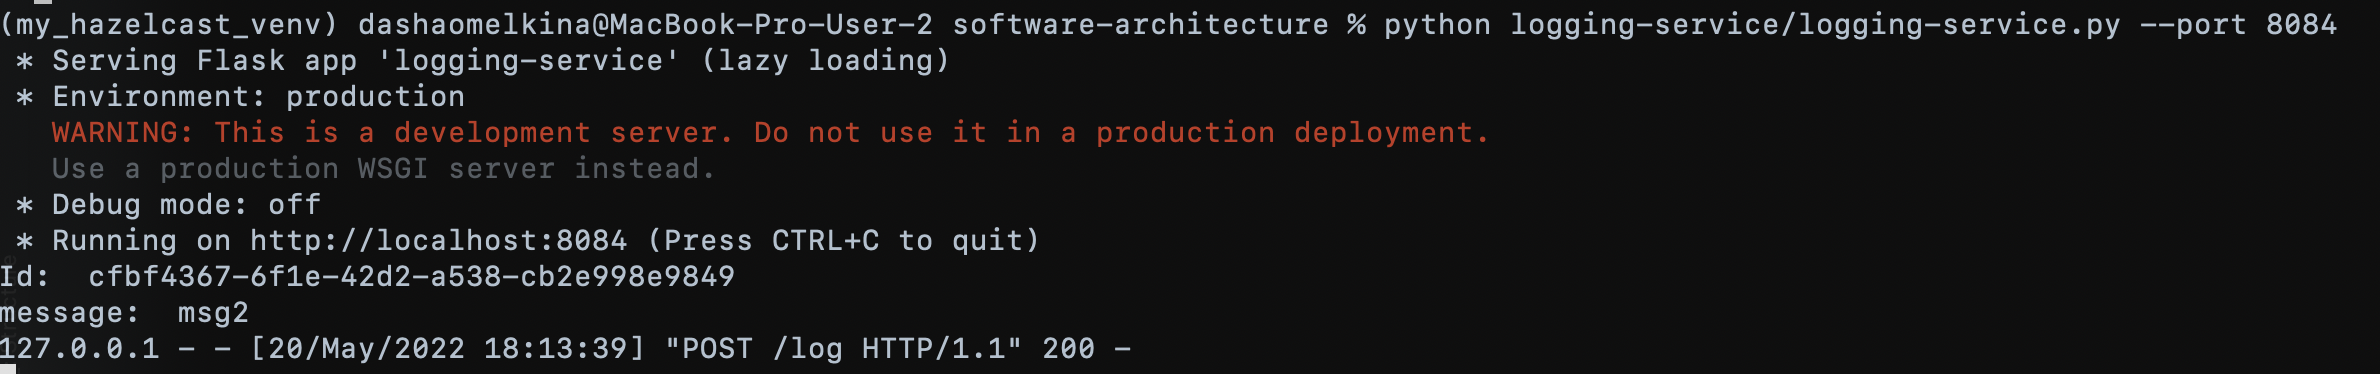 (my_hazelcast_venv) dashaomelkina@MacBook-Pro-User-2 software-architecture % python logging-service/logging-service.py --port 8084
* Serving Flask app 'logging-service' (lazy loading)
* Environment: production
WARNING: This is a development server. Do not use it in a production deployment.
Use a production WSGI server instead.
* Debug mode: off
* Running on http://localhost:8084 (Press CTRL+C to quit)
Id:  cfbf4367-6f1e-42d2-a538-cb2e998e9849
message:  msg2
127.0.0.1 - - [20/May/2022 18:13:39] "POST /log HTTP/1.1" 200 -